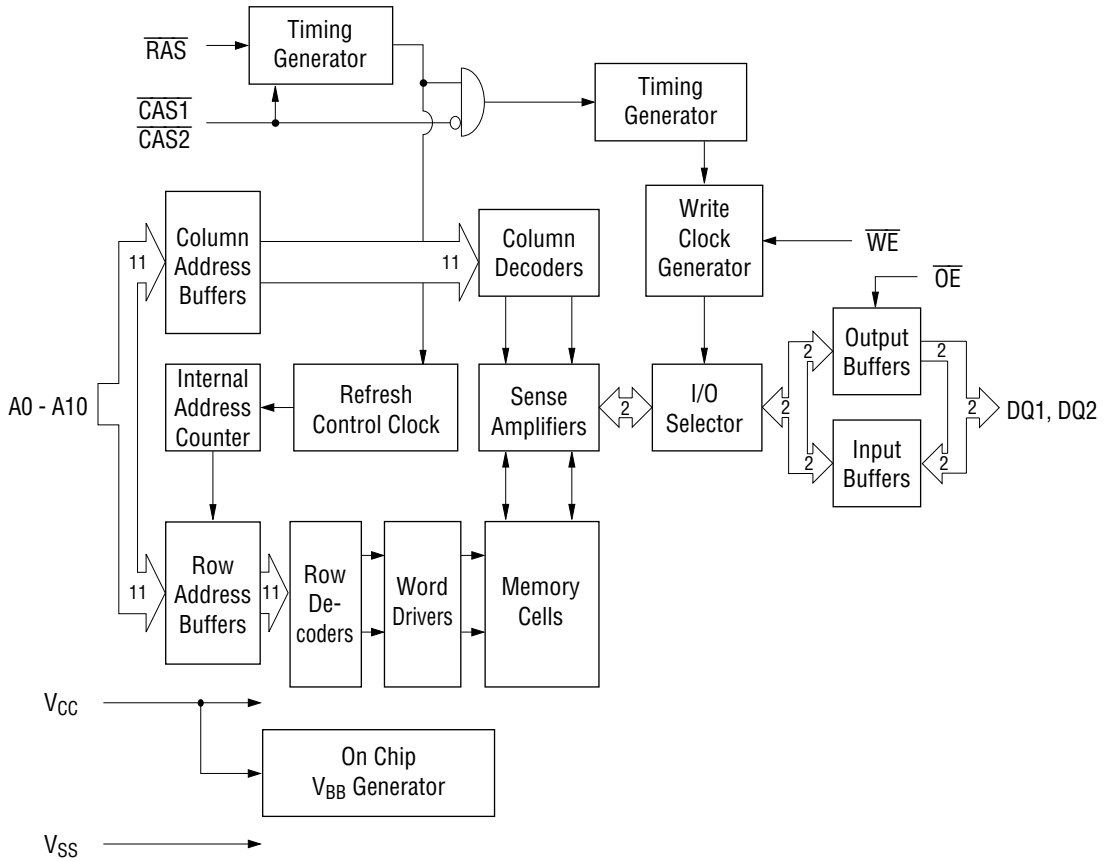 RAS
Timing
Generator
CAS1
CAS2
Timing
Generator
Column
Address
Buffers
11
11
Column
Decoders
Write
Clock
Generator
WE
OE
A0 - A10
Internal
Address
Counter
Refresh
Control Clock
Sense
Amplifiers
2
I/O
Selector
2
2
Output
Buffers
2
2
Input
Buffers
2
DQ1, DQ2
11
Row
Address
Buffers
11
Row
De-
coders
Word
Drivers
Memory
Cells
VCC
On Chip
VBB Generator
VSS